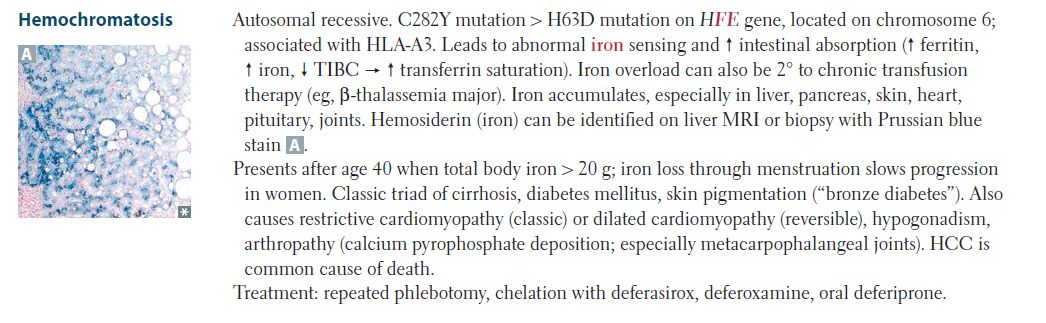 Hemochromatosis
A
*
Autosomal recessive. C282Y mutation > H63D mutation on HFE gene, located on chromosome 6;
associated with HLA-A3. Leads to abnormal iron sensing and ↑ intestinal absorption (↑ ferritin,
↑ iron, ↓ TIBC → ↑ transferrin saturation). Iron overload can also be 2° to chronic transfusion
therapy (eg, β-thalassemia major). Iron accumulates, especially in liver, pancreas, skin, heart,
pituitary, joints. Hemosiderin (iron) can be identified on liver MRI or biopsy with Prussian blue
stain A.
Presents after age 40 when total body iron > 20 g; iron loss through menstruation slows progression
in women. Classic triad of cirrhosis, diabetes mellitus, skin pigmentation (“bronze diabetes”). Also
causes restrictive cardiomyopathy (classic) or dilated cardiomyopathy (reversible), hypogonadism,
arthropathy (calcium pyrophosphate deposition; especially metacarpophalangeal joints). HCC is
common cause of death.
Treatment: repeated phlebotomy, chelation with deferasirox, deferoxamine, oral deferiprone.